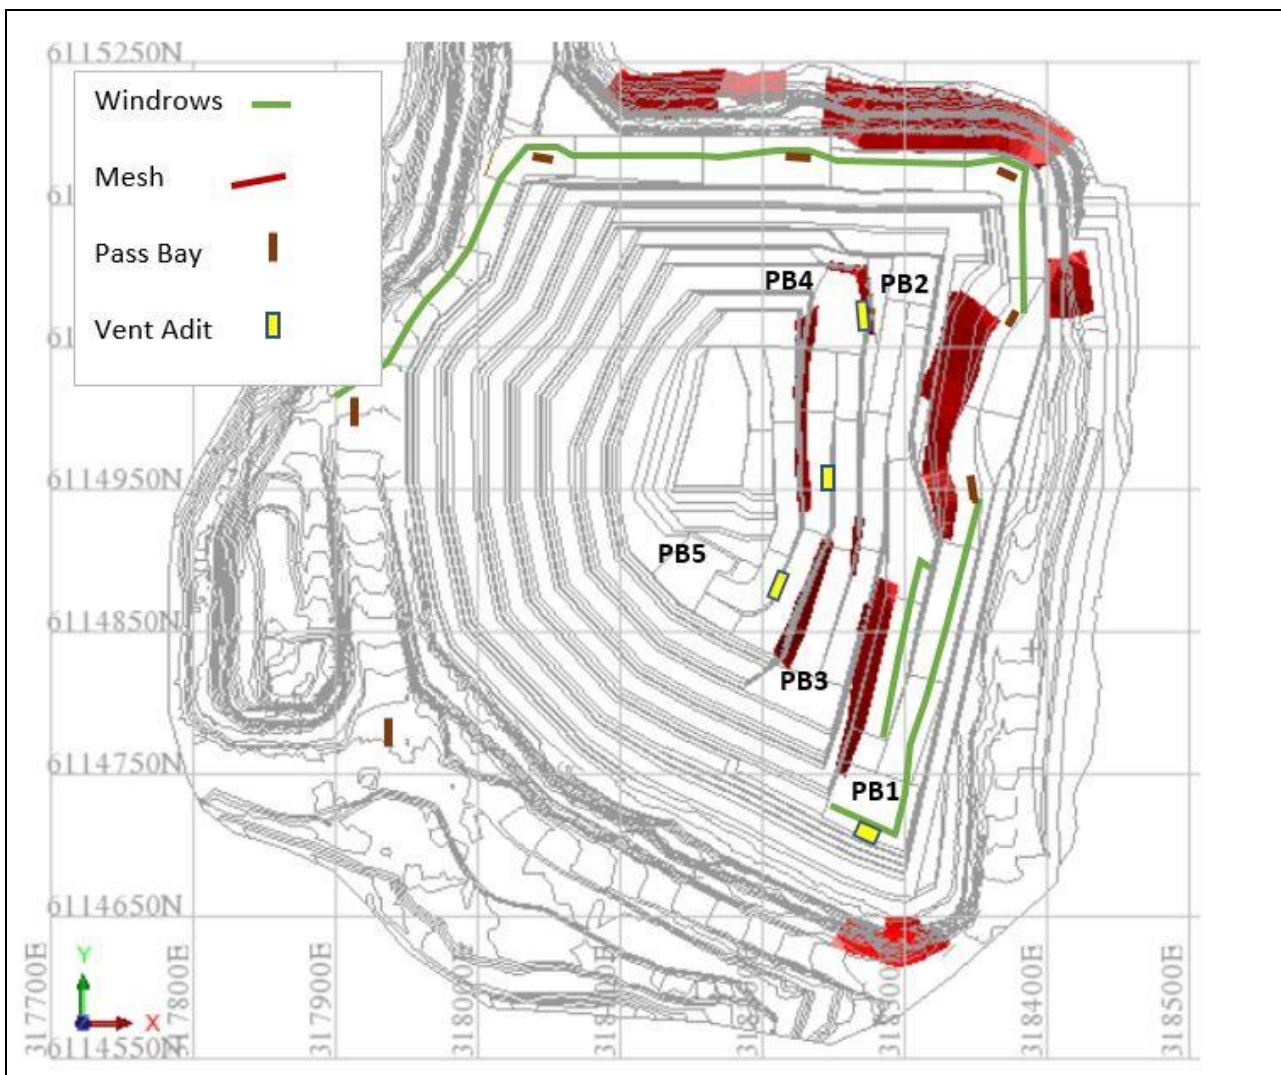 6115250N
Windrows
Mesh
Pass Bay
Vent Adit
PB4
PB2
6114950N
PB5
6114850N
PB3
6114750N
PB1
6114650N
Y
X
6114550N
317700E
317800E
317900E
318400E
318500E